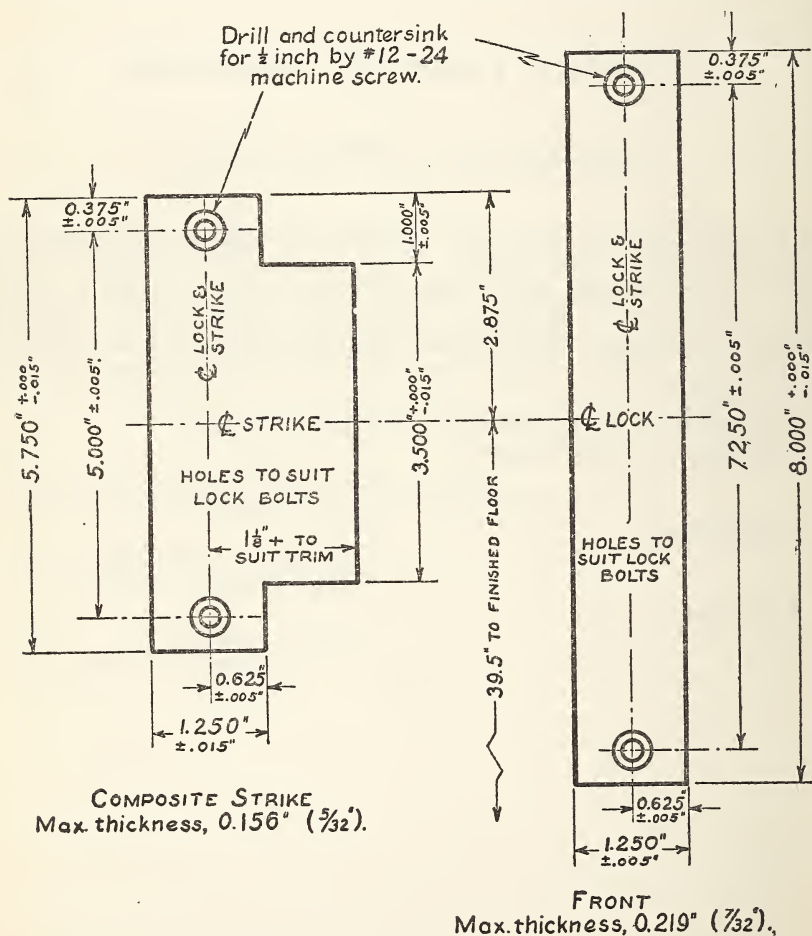 Drill and countersink
for ½ inch by #12-24
machine screw.
0.375"
±.005"
5.750" +.000 -.015"
5.000" ±.005"
℄ LOCK &
STRIKE
℄ STRIKE
HOLES TO SUIT
LOCK BOLTS
1⅛"+ TO
SUIT TRIM
0.625"
±.005"
1.250"
±.015"
1.000"
±.005"
3.500" +.000 -.015"
2.875"
39.5" TO FINISHED FLOOR
COMPOSITE STRIKE
Max. thickness, 0.156" (5/32").
0.375"
±.005"
℄ LOCK &
STRIKE
℄ LOCK
HOLES TO
SUIT LOCK
BOLTS
72,50" ±.005"
8.000" +.000 -.015"
0.625"
±.005"
1.250"
±.005"
FRONT
Max. thickness, 0.219" (7/32").,